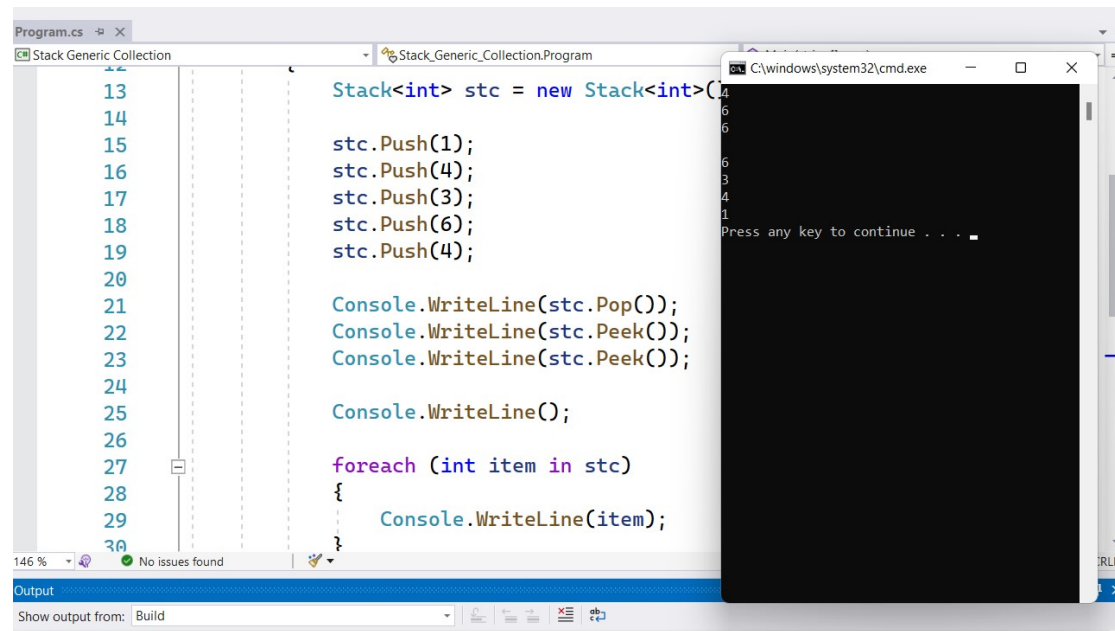 Program.cs
Stack Generic Collection
Stack_Generic_Collection.Program
13 Stack<int> stc = new Stack<int>(
14
15 stc.Push(1);
16 stc.Push(4);
17 stc.Push(3);
18 stc.Push(6);
19 stc.Push(4);
20
21 Console.WriteLine(stc.Pop());
22 Console.WriteLine(stc.Peek());
23 Console.WriteLine(stc.Peek());
24
25 Console.WriteLine();
26
27 foreach (int item in stc)
28 {
29 Console.WriteLine(item);
30 }
146 %
No issues found
Output
Show output from: Build
C:\windows\system32\cmd.exe
4
6
6
6
3
4
1
Press any key to continue . . .